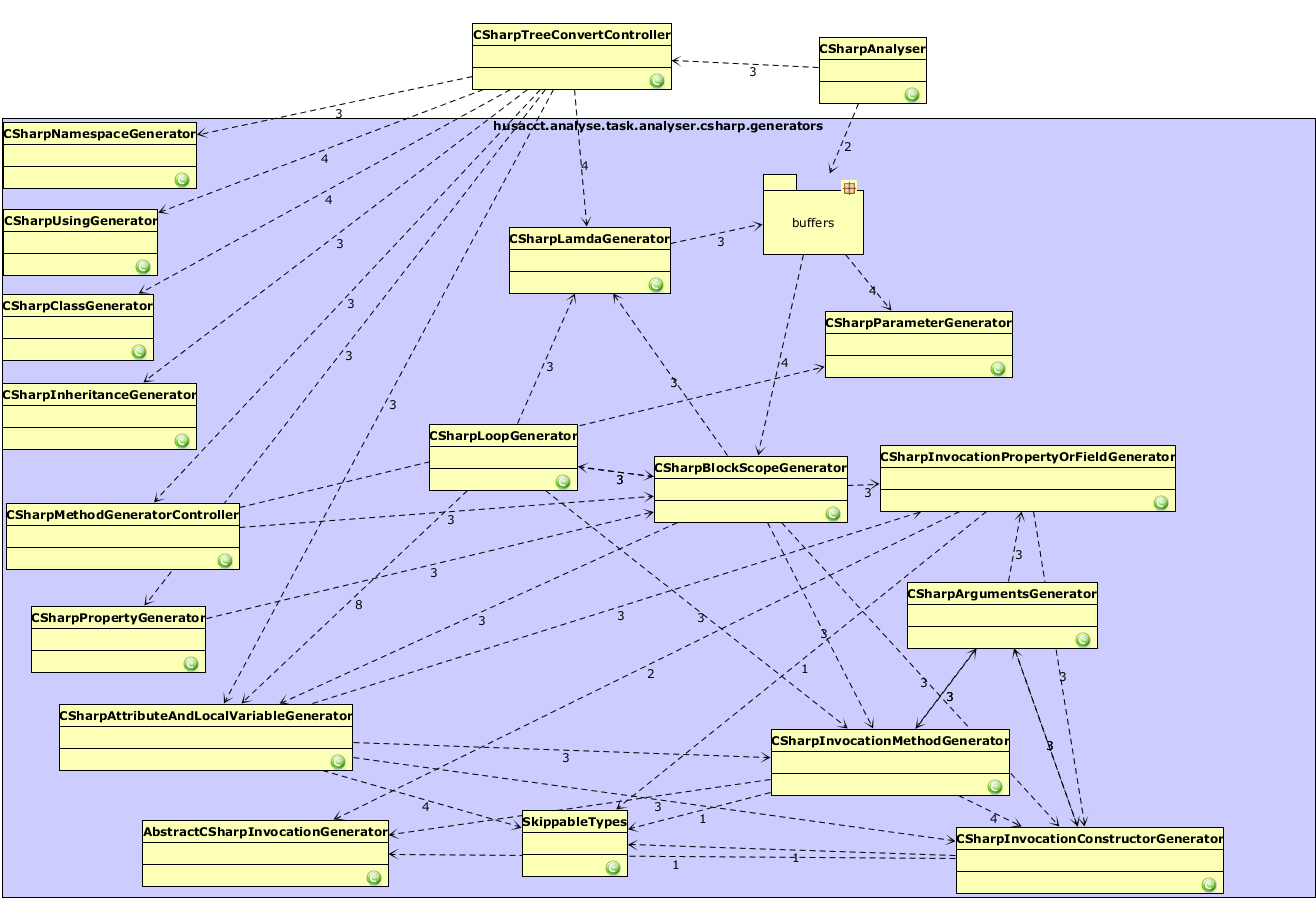 CSharpTreeConvertController
CSharpAnalyser
3
3
husacct.analyse.task.analyser.csharp.generators
CSharpNamespaceGenerator
2
4
4
CSharpUsingGenerator
4
buffers
CSharpLamdaGenerator
3
3
4
CSharpClassGenerator
3
CSharpParameterGenerator
3
4
3
3
CSharpInheritanceGenerator
3
CSharpLoopGenerator
CSharpBlockScopeGenerator
CSharpInvocationPropertyOrFieldGenerator
3
3
CSharpMethodGeneratorController
3
3
3
CSharpArgumentsGenerator
8
CSharpPropertyGenerator
3
3
3
3
1
2
3
3
3
CSharpAttributeAndLocalVariableGenerator
CSharpInvocationMethodGenerator
3
3
4
3
1
4
SkippableTypes
AbstractCSharpInvocationGenerator
CSharpInvocationConstructorGenerator
1
1